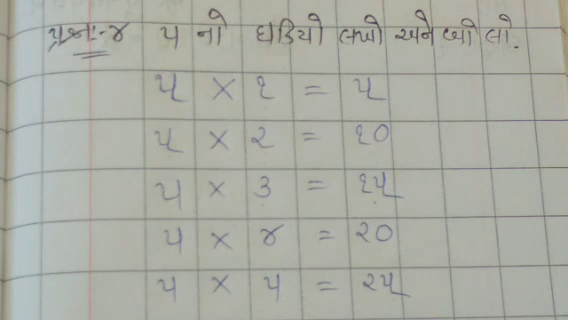 પ્રશ્ન:-૪ ૫ નો ઘડિયો લખો અને બોલો.
૫ × ૧ = ૫
૫ × ૨ = ૧૦
૫ × ૩ = ૧૫
૫ × ૪ = ૨૦
૫ × ૫ = ૨૫